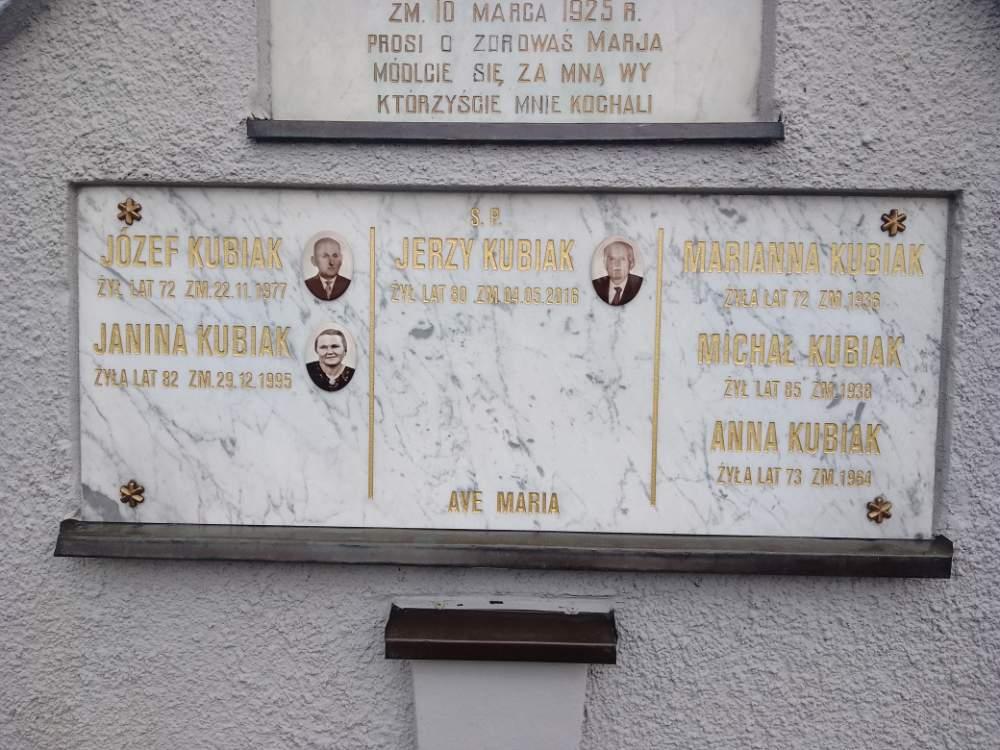 ZM. 10 MARCA 1925 R.
PROSI O ZDROWAŚ MARJA
MÓDLCIE SIĘ ZA MNĄ WY
KTÓRZYŚCIE MNIE KOCHALI
Ś. P.
JÓZEF KUBIAK
ŻYŁ LAT 72 ZM. 22.11.1977
JANINA KUBIAK
ŻYŁA LAT 82 ZM. 29.12.1995
JERZY KUBIAK
ŻYŁ LAT 80 ZM. 04.05.2016
AVE MARIA
MARIANNA KUBIAK
ŻYŁA LAT 72 ZM. 1936
MICHAŁ KUBIAK
ŻYŁ LAT 85 ZM. 1938
ANNA KUBIAK
ŻYŁA LAT 73 ZM. 1964